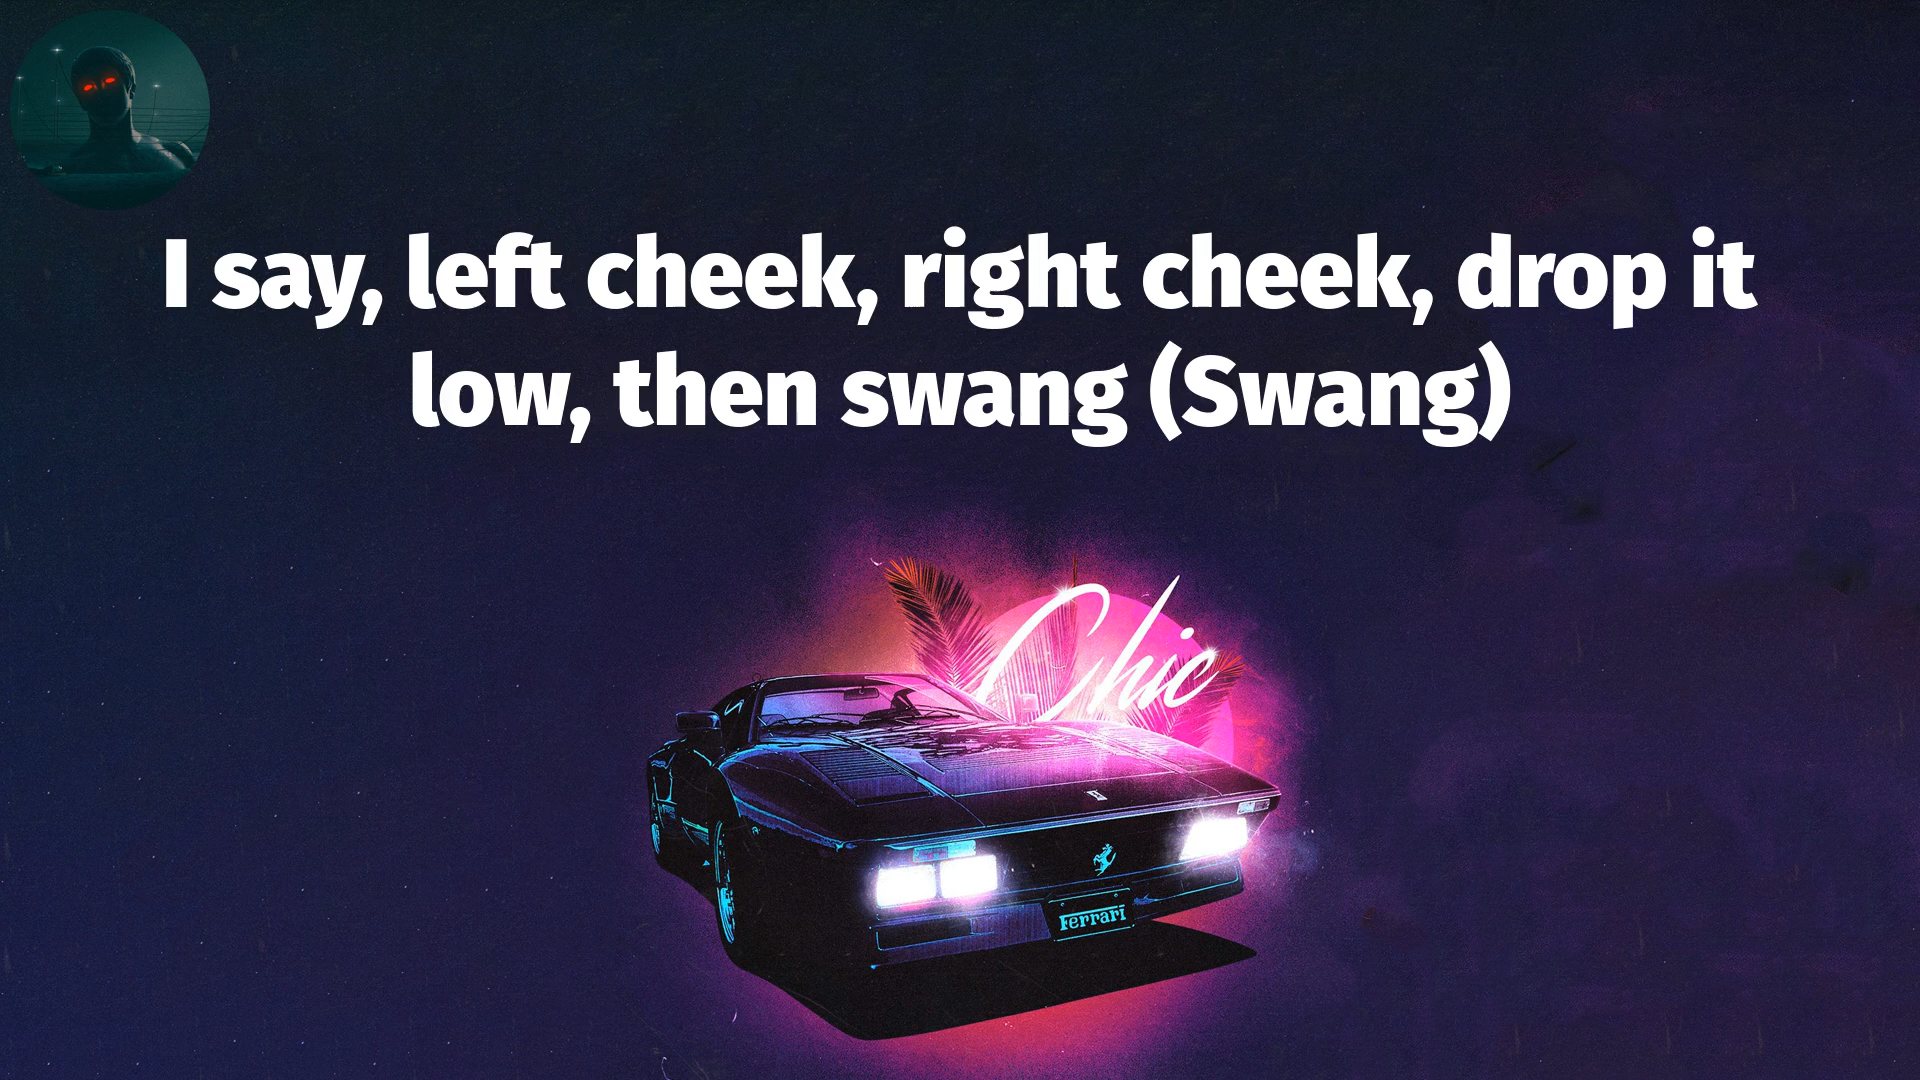 I say, left cheek, right cheek, drop it
low, then swang (Swang)
Chic
Ferrari